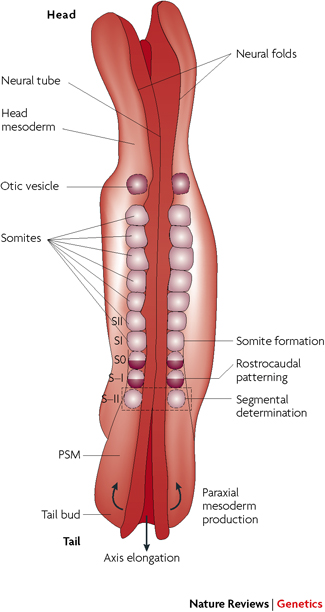 Head
Neural folds
Neural tube
Head
mesoderm
Otic vesicle
Somites
SII
SI
S0
S–I
S–II
Somite formation
Rostrocaudal
patterning
Segmental
determination
PSM
Paraxial
mesoderm
production
Tail bud
Tail
Axis elongation
Nature Reviews | Genetics